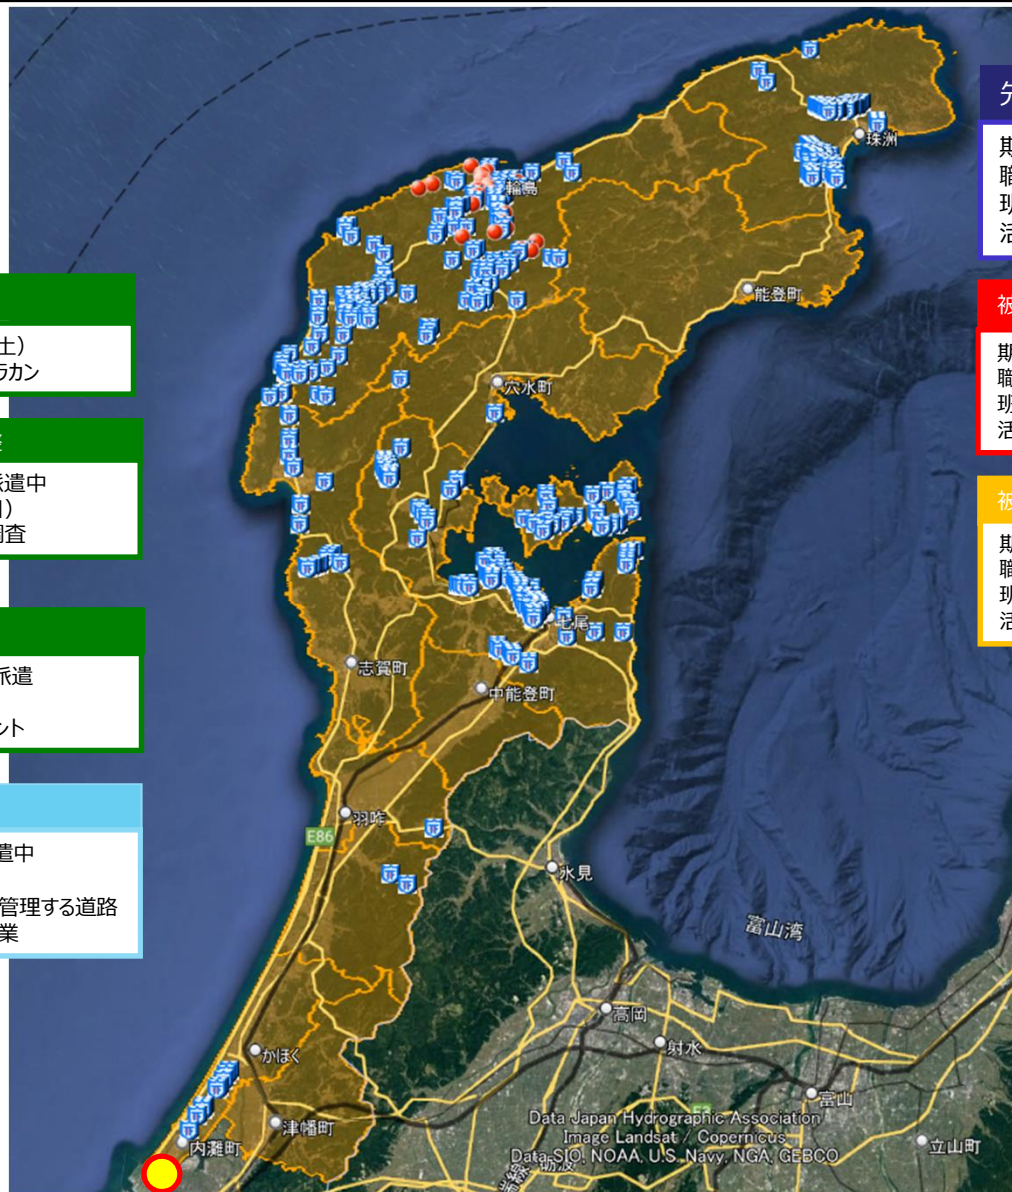 土)
ラカン
派遣中
調査
派遣
ント
遣中
管理する道路
業
先
期
職
班
活
被
期
職
班
活
被
期
職
班
活
珠洲
輪島
能登町
穴水町
七尾
志賀町
中能登町
羽咋
E86
氷見
富山湾
高岡
かほく
射水
富山
津幡町
内灘町
立山町
Data Japan Hydrographic Association
Image Landsat / Copernicus
Data SIO, NOAA, U.S. Navy, NGA, GEBCO